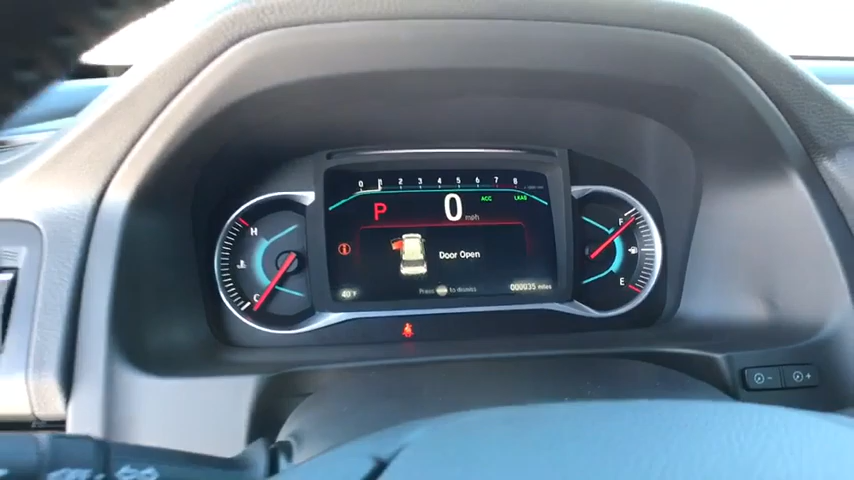 0 1 2 3 4 5 6 7 8
ACC LKAS
P 0 mph
H F
Door Open
C E
40°F Press to dismiss 000035 miles
- +